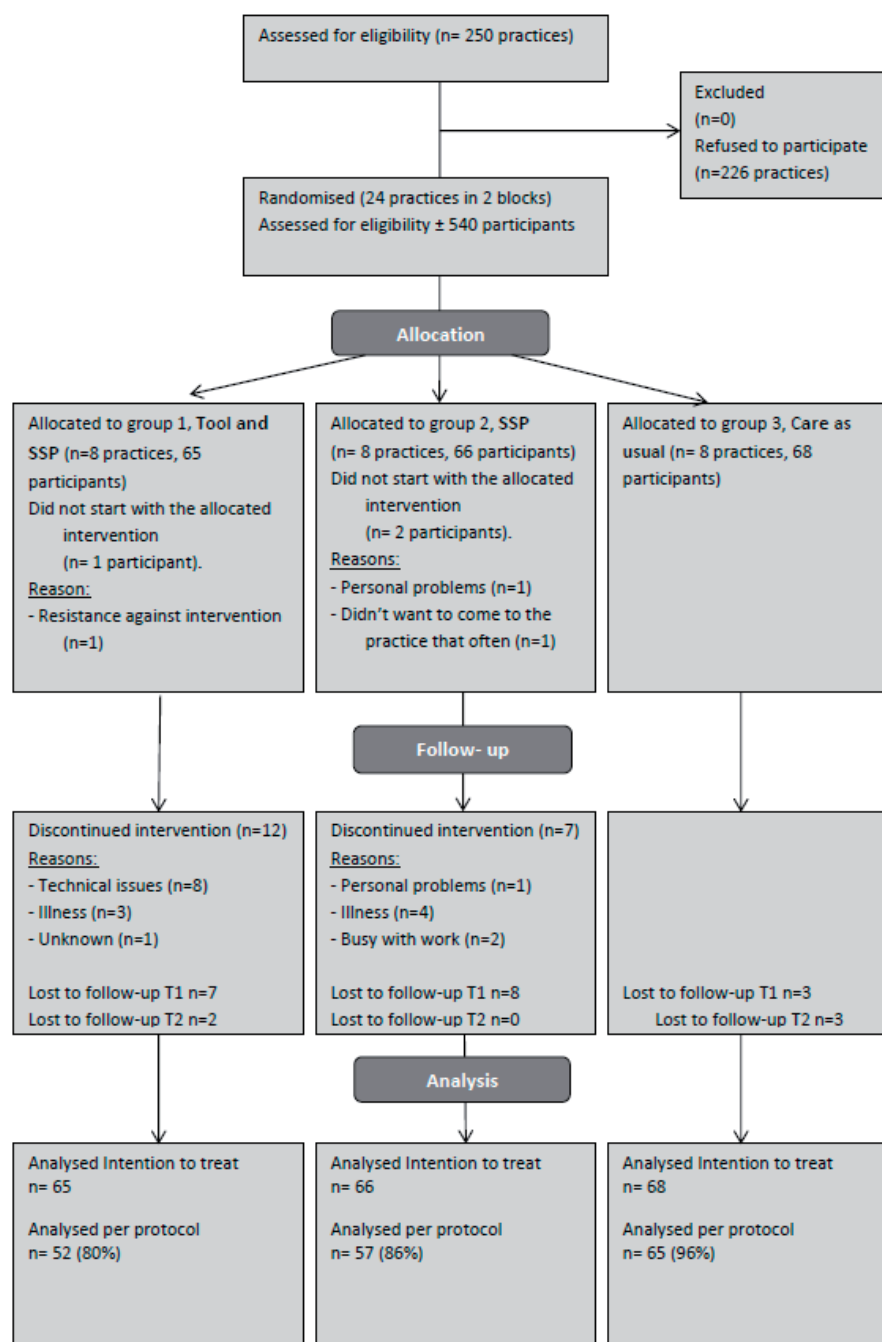 Assessed for eligibility (n= 250 practices)
Excluded
(n=0)
Refused to participate
(n=226 practices)
Randomised (24 practices in 2 blocks)
Assessed for eligibility ± 540 participants
Allocation
Allocated to group 1, Tool and
SSP (n=8 practices, 65
participants)
Did not start with the allocated
intervention
(n= 1 participant).
Reason:
- Resistance against intervention
(n=1)
Allocated to group 2, SSP
(n= 8 practices, 66 participants)
Did not start with the allocated
intervention
(n= 2 participants).
Reasons:
- Personal problems (n=1)
- Didn’t want to come to the
practice that often (n=1)
Allocated to group 3, Care as
usual (n= 8 practices, 68
participants)
Follow- up
Discontinued intervention (n=12)
Reasons:
- Technical issues (n=8)
- Illness (n=3)
- Unknown (n=1)
Lost to follow-up T1 n=7
Lost to follow-up T2 n=2
Discontinued intervention (n=7)
Reasons:
- Personal problems (n=1)
- Illness (n=4)
- Busy with work (n=2)
Lost to follow-up T1 n=8
Lost to follow-up T2 n=0
Lost to follow-up T1 n=3
Lost to follow-up T2 n=3
Analysis
Analysed Intention to treat
n= 65
Analysed per protocol
n= 52 (80%)
Analysed Intention to treat
n= 66
Analysed per protocol
n= 57 (86%)
Analysed Intention to treat
n= 68
Analysed per protocol
n= 65 (96%)